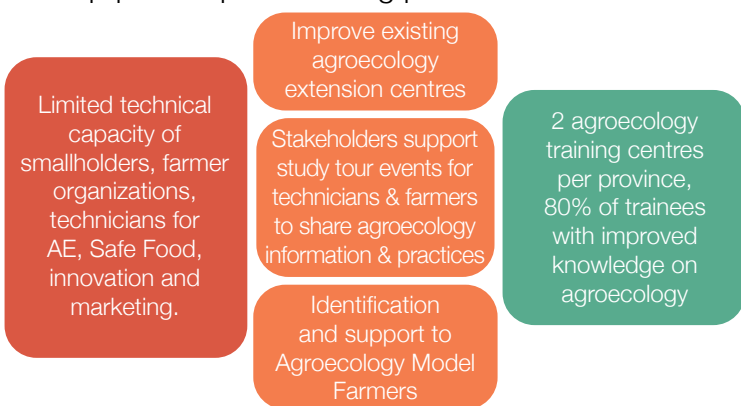 Improve existing
agroecology
extension centres
Limited technical
capacity of
smallholders, farmer
organizations,
technicians for
AE, Safe Food,
innovation and
marketing.
Stakeholders support
study tour events for
technicians & farmers
to share agroecology
information & practices
Identification
and support to
Agroecology Model
Farmers
2 agroecology
training centres
per province,
80% of trainees
with improved
knowledge on
agroecology